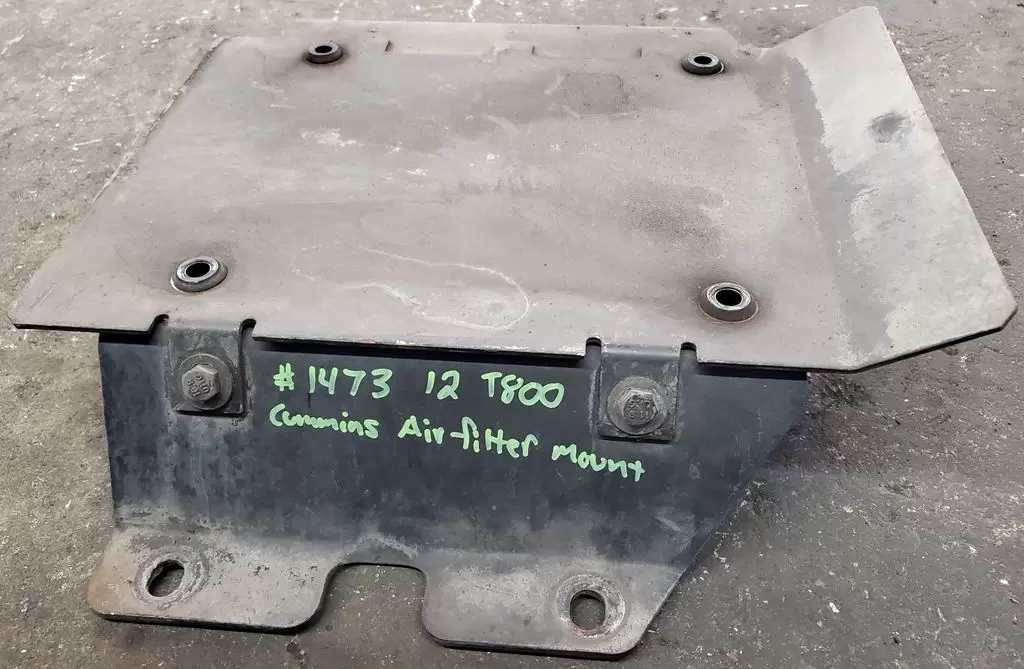 #1473 12 T800
Cummins Air-filter mount